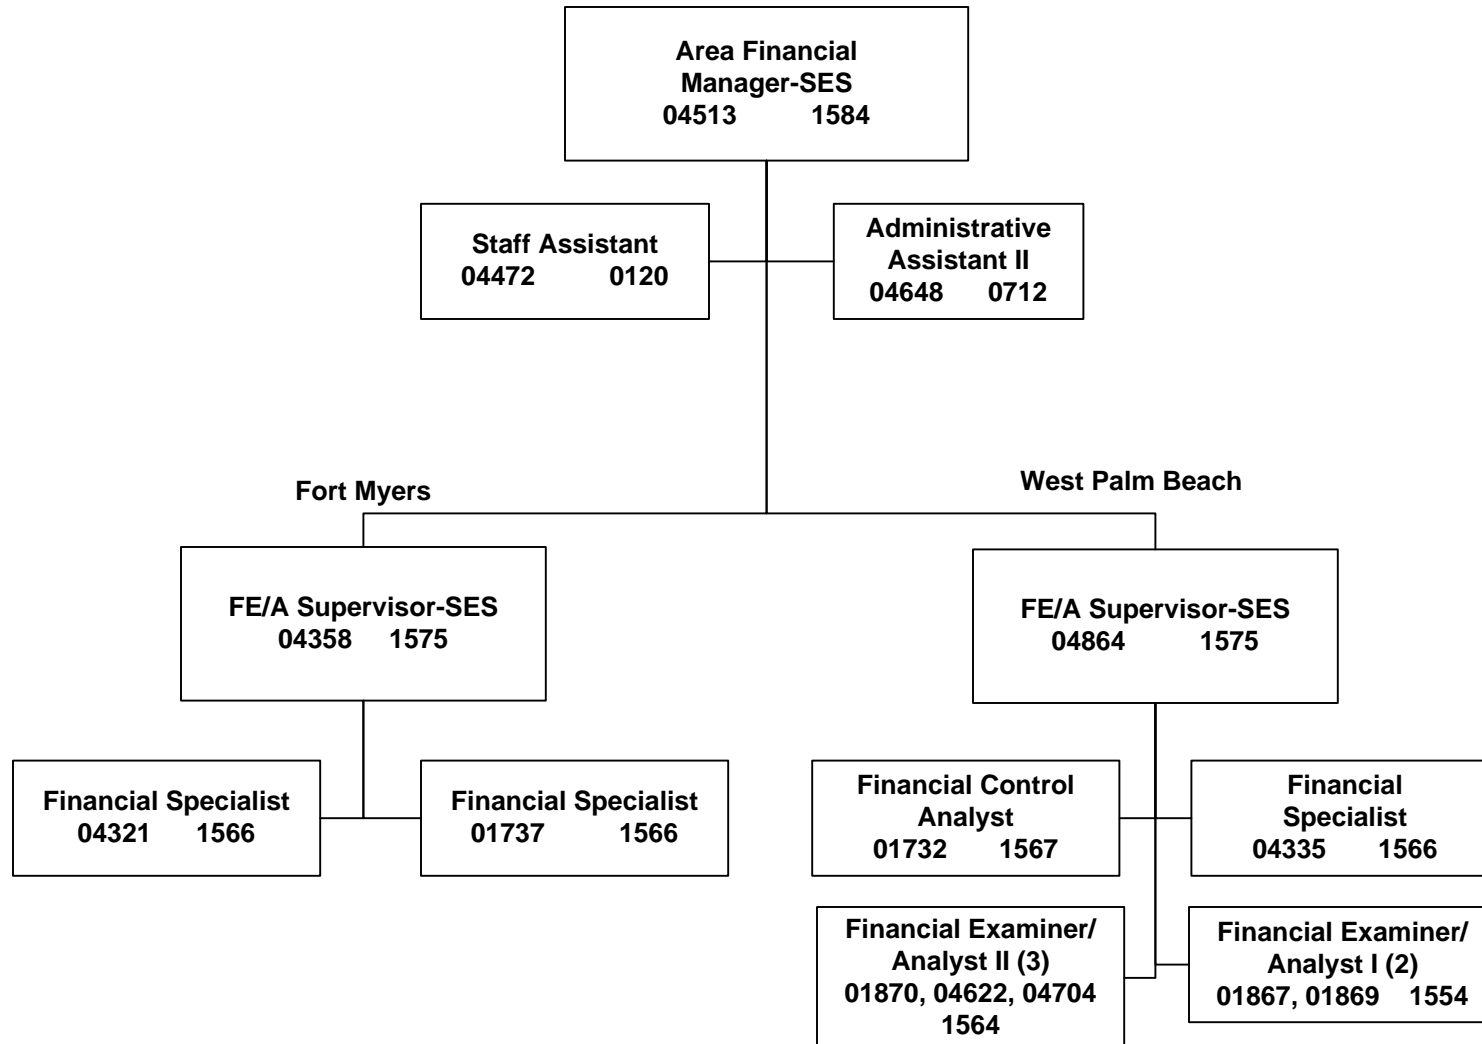 Area Financial
Manager-SES
04513 1584
Staff Assistant
04472 0120
Administrative
Assistant II
04648 0712
Fort Myers
West Palm Beach
FE/A Supervisor-SES
04358 1575
FE/A Supervisor-SES
04864 1575
Financial Specialist
04321 1566
Financial Specialist
01737 1566
Financial Control
Analyst
01732 1567
Financial
Specialist
04335 1566
Financial Examiner/
Analyst II (3)
01870, 04622, 04704
1564
Financial Examiner/
Analyst I (2)
01867, 01869 1554